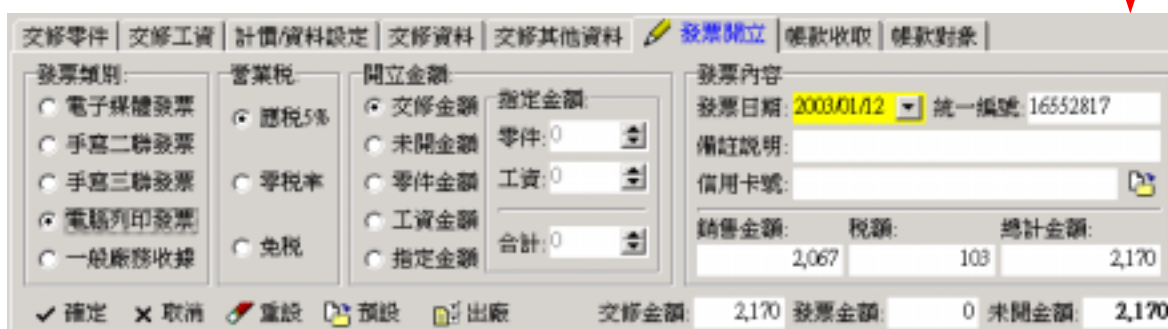 交修零件 交修工資 計價/資料設定 交修資料 交修其他資料 發票開立 帳款收取 帳款對象
發票類別:
電子媒體發票
手寫二聯發票
手寫三聯發票
電腦列印發票
一般廠務收據
營業稅:
應稅5%
零稅率
免稅
開立金額:
交修金額
未開金額
零件金額
工資金額
指定金額
指定金額:
零件: 0
工資: 0
合計: 0
發票內容
發票日期: 2003/01/12 統一編號: 16552817
備註說明:
信用卡號:
銷售金額: 稅額: 總計金額:
2,067 103 2,170
確定 取消 重設 預設 出廠 交修金額: 2,170 發票金額: 0 未開金額: 2,170